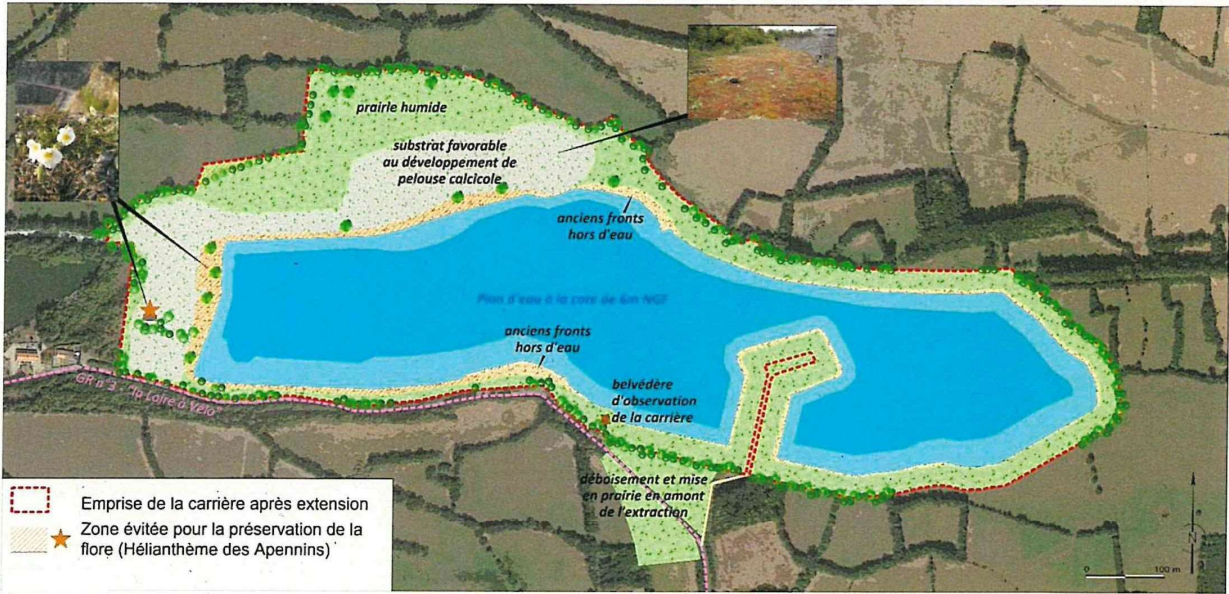 prairie humide
substrat favorable
au développement de
pelouse calcicole
anciens fronts
hors d'eau
Plan d'eau à la cote de 6m NGF
anciens fronts
hors d'eau
belvédère
d'observation
de la carrière
GR n°3 - "la Loire à Vélo"
déboisement et mise
en prairie en amont
de l'extraction
Emprise de la carrière après extension
Zone évitée pour la préservation de la
flore (Hélianthème des Apennins)
N
0 100 m